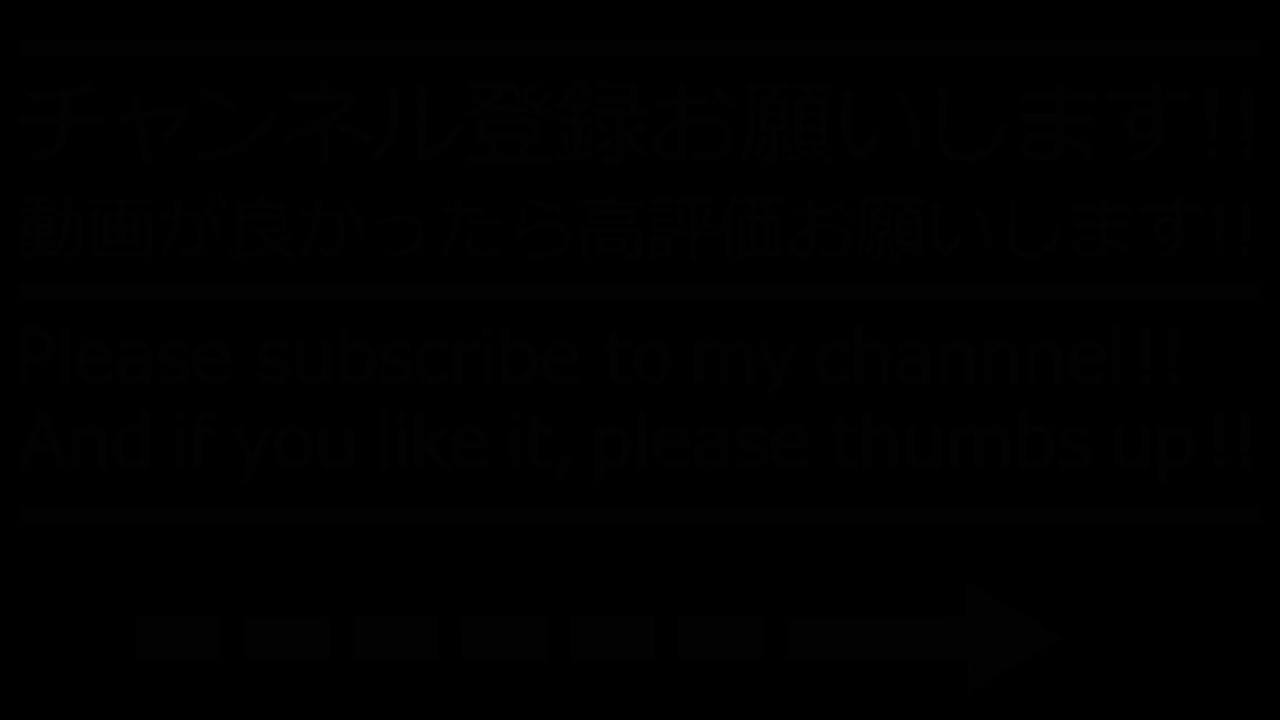 チャンネル登録お願いします!!
動画が良かったら高評価お願いします!!
Please subscribe to my channnel!!
And if you like it, please thumbs up!!